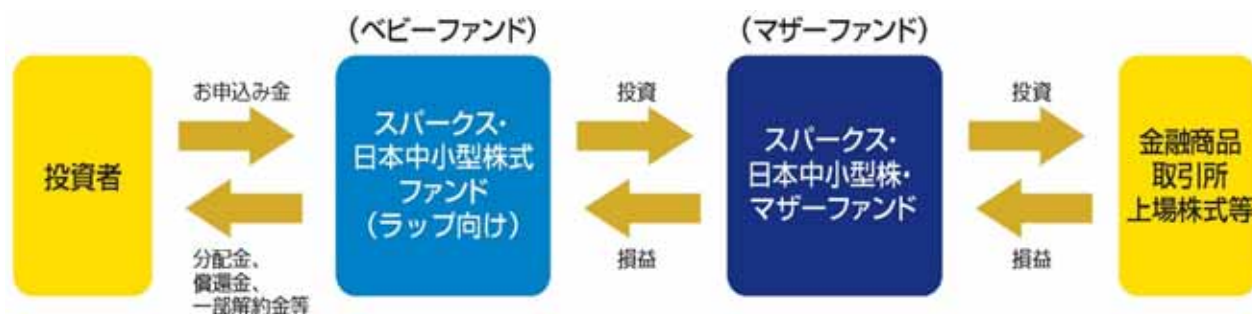 (ベビーファンド)
(マザーファンド)
投資者
お申込み金
分配金、
償還金、
一部解約金等
スパークス・
日本中小型株式
ファンド
(ラップ向け)
投資
損益
スパークス・
日本中小型株・
マザーファンド
投資
損益
金融商品
取引所
上場株式等